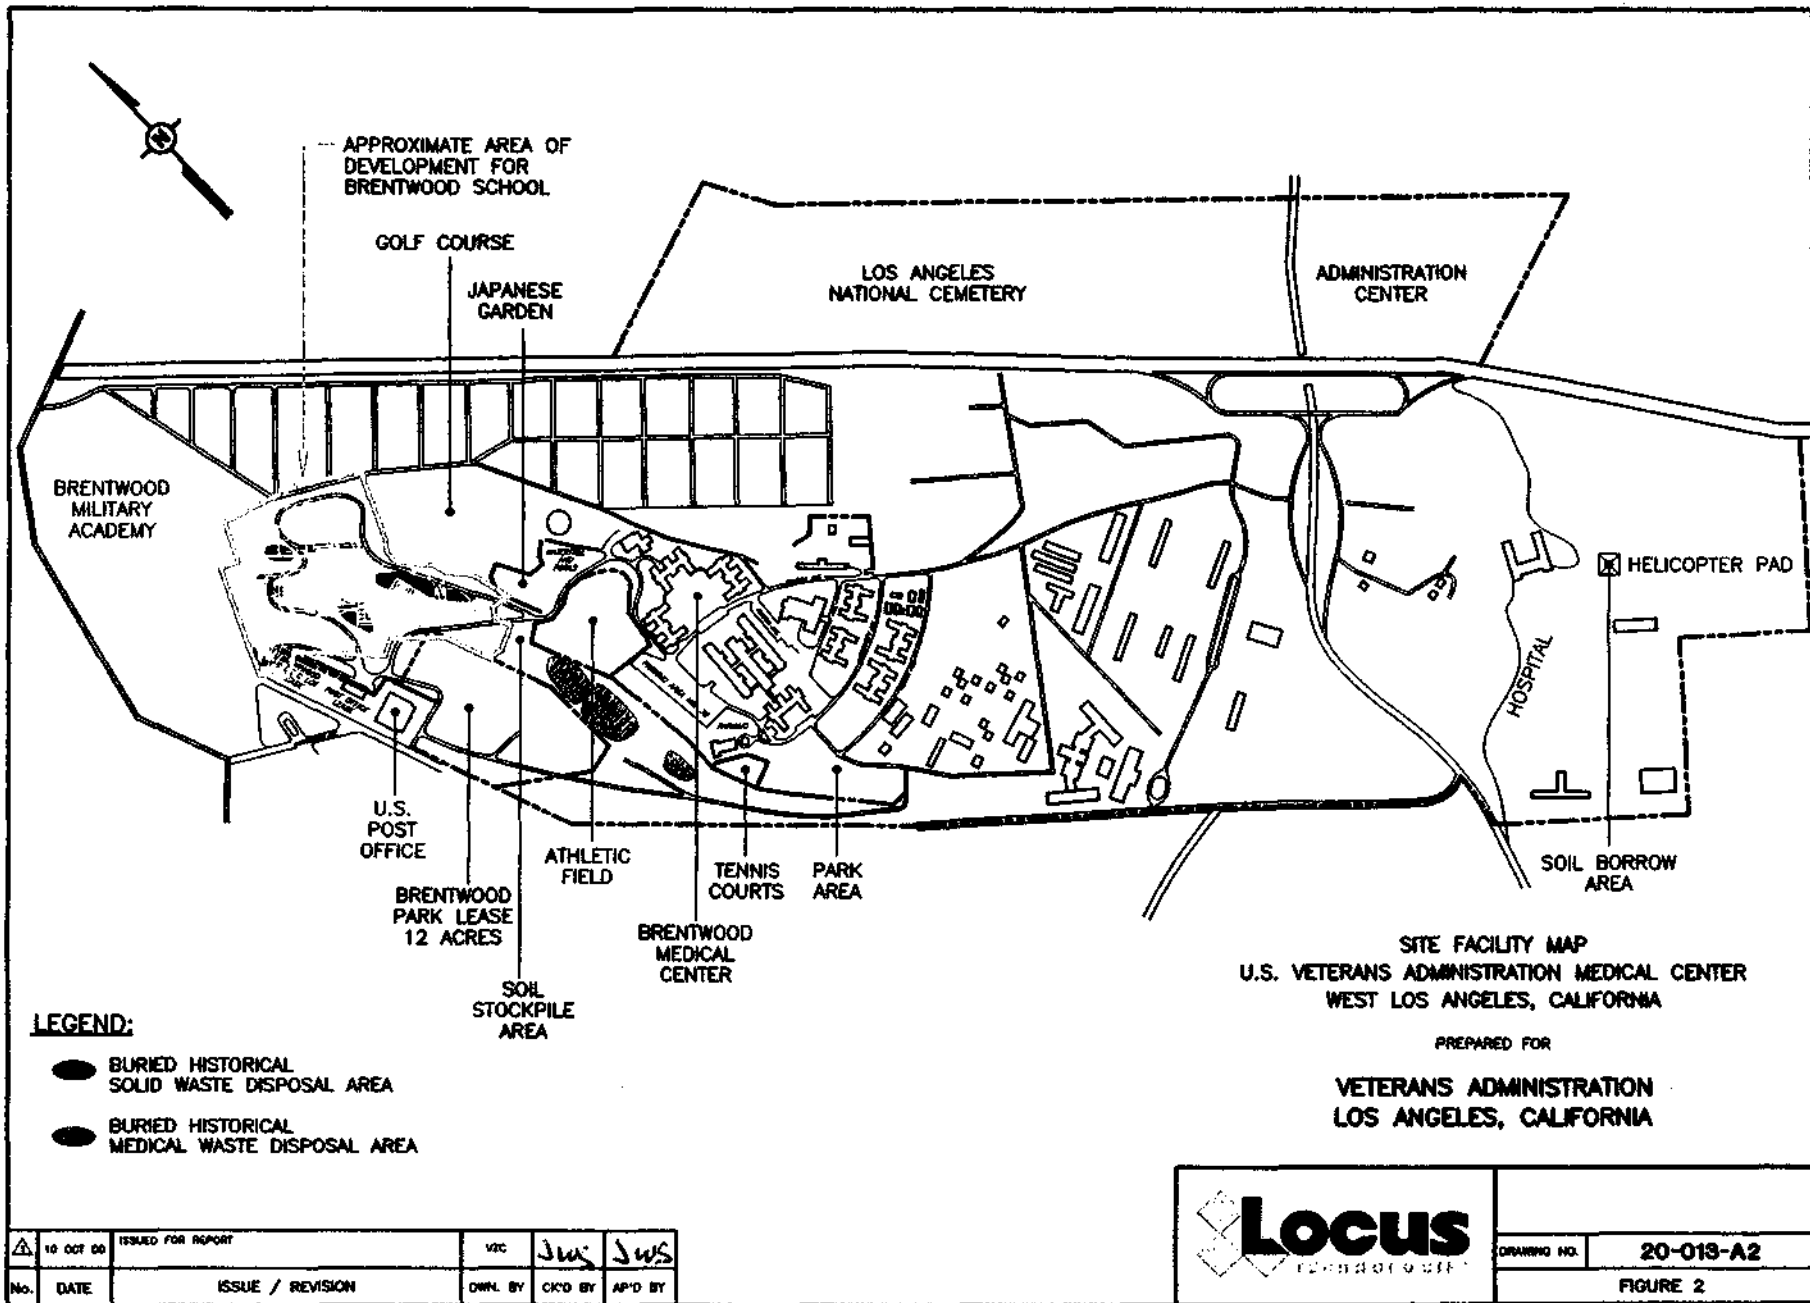 N
APPROXIMATE AREA OF
DEVELOPMENT FOR
BRENTWOOD SCHOOL
GOLF COURSE
JAPANESE
GARDEN
LOS ANGELES
NATIONAL CEMETERY
ADMINISTRATION
CENTER
BRENTWOOD
MILITARY
ACADEMY
HELICOPTER PAD
HOSPITAL
U.S.
POST
OFFICE
BRENTWOOD
PARK LEASE
12 ACRES
SOIL
STOCKPILE
AREA
ATHLETIC
FIELD
BRENTWOOD
MEDICAL
CENTER
TENNIS
COURTS
PARK
AREA
SOIL BORROW
AREA
SITE FACILITY MAP
U.S. VETERANS ADMINISTRATION MEDICAL CENTER
WEST LOS ANGELES, CALIFORNIA
PREPARED FOR
VETERANS ADMINISTRATION
LOS ANGELES, CALIFORNIA
LEGEND:
BURIED HISTORICAL
SOLID WASTE DISPOSAL AREA
BURIED HISTORICAL
MEDICAL WASTE DISPOSAL AREA
1 10 OCT 00 ISSUED FOR REPORT JWS JWS
No. DATE ISSUE / REVISION DWN. BY CK'D BY AP'D BY
LOCUS
DRAWING NO. 20-013-A2
FIGURE 2